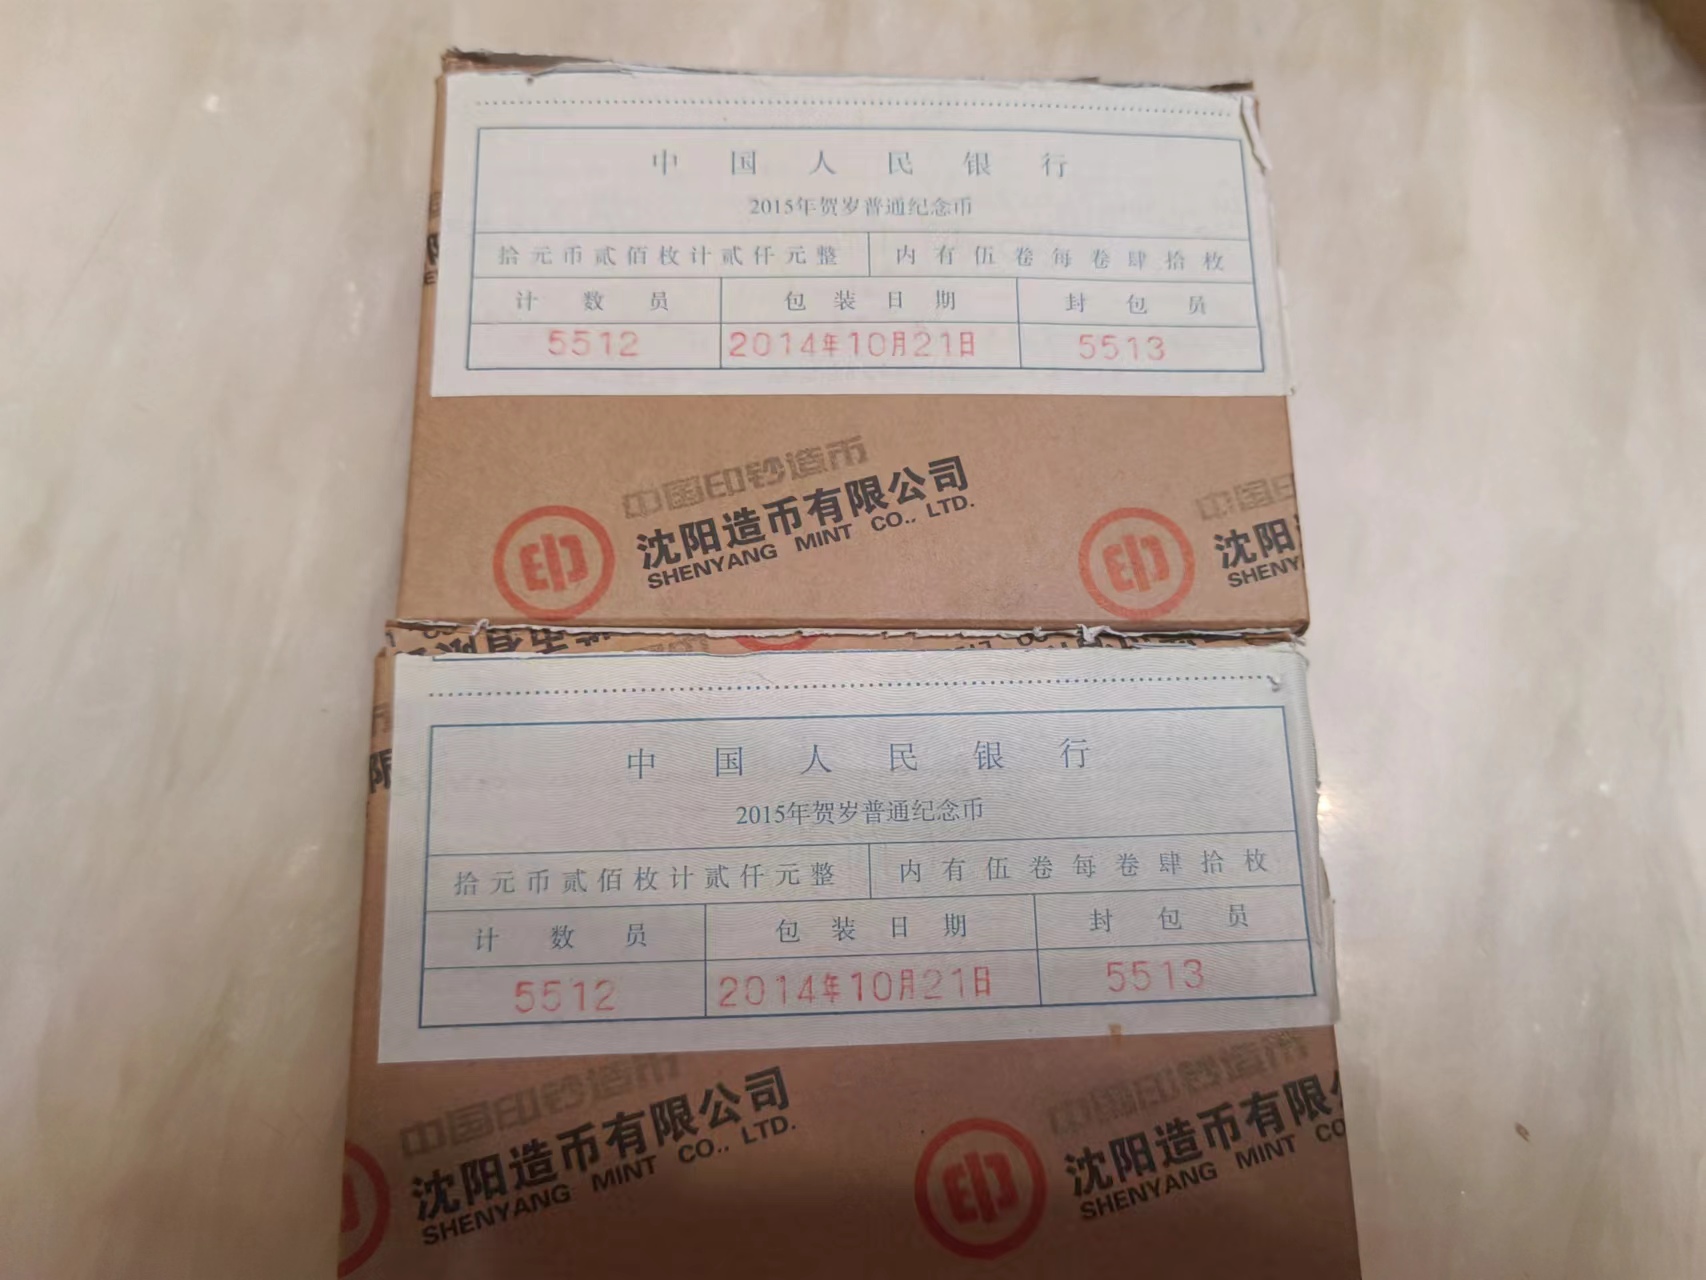 中国人民银行
2015年贺岁普通纪念币
拾元币贰佰枚计贰仟元整 内有伍卷每卷肆拾枚
计数员 包装日期 封包员
5512 2014年10月21日 5513
中国印钞造币
沈阳造币有限公司
SHENYANG MINT CO., LTD.
印
中国印
沈阳
SHENY
印
中国人民银行
2015年贺岁普通纪念币
拾元币贰佰枚计贰仟元整 内有伍卷每卷肆拾枚
计数员 包装日期 封包员
5512 2014年10月21日 5513
中国印钞造币
沈阳造币有限公司
SHENYANG MINT CO., LTD.
中国印钞造币
沈阳造币有限
SHENYANG MINT CO
印